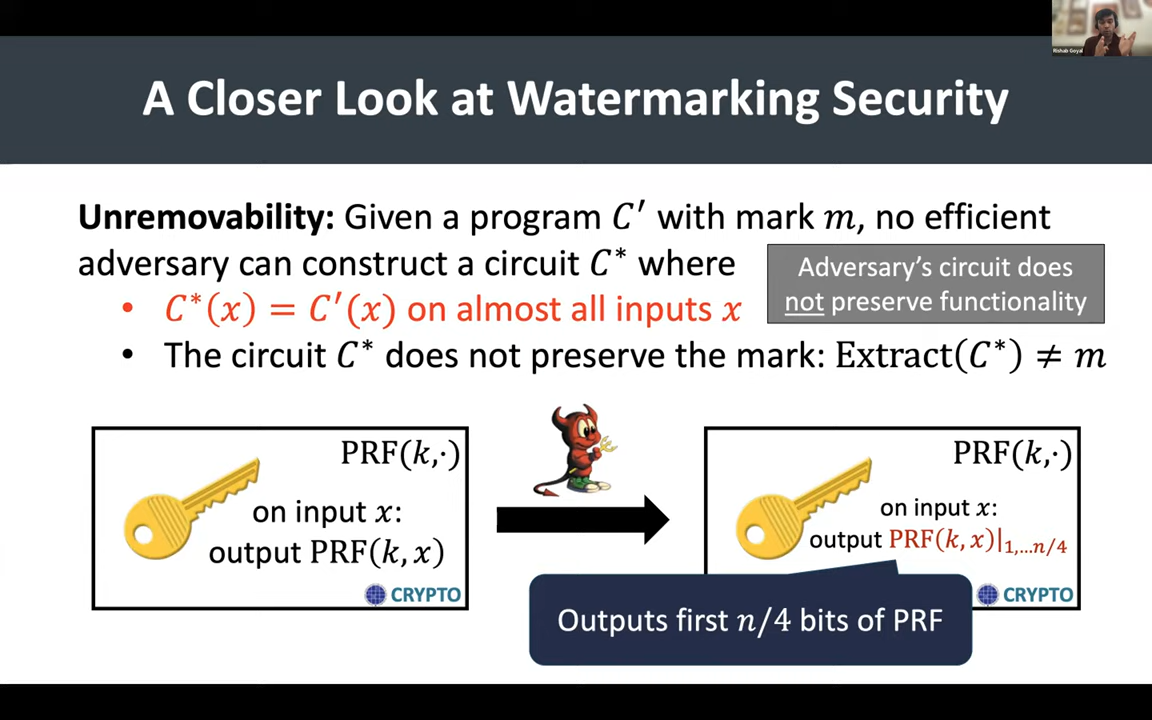 Rishab Goyal
A Closer Look at Watermarking Security
Unremovability: Given a program C′ with mark m, no efficient
adversary can construct a circuit C* where
• C*(x) = C′(x) on almost all inputs x
Adversary's circuit does
not preserve functionality
• The circuit C* does not preserve the mark: Extract(C*) ≠ m
PRF(k,·)
on input x:
output PRF(k, x)
CRYPTO
PRF(k,·)
on input x:
output PRF(k, x)|₁,…n/4
CRYPTO
Outputs first n/4 bits of PRF